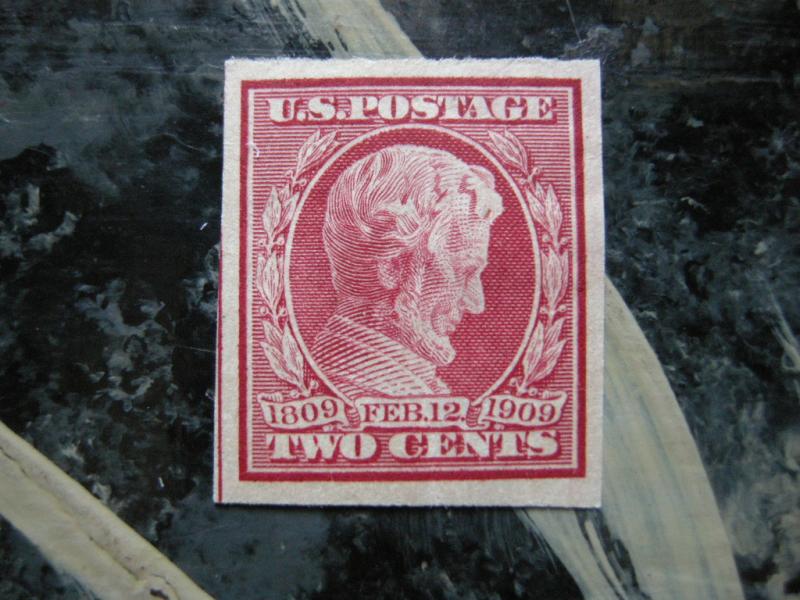 U.S. POSTAGE
1809 FEB. 12 1909
TWO CENTS